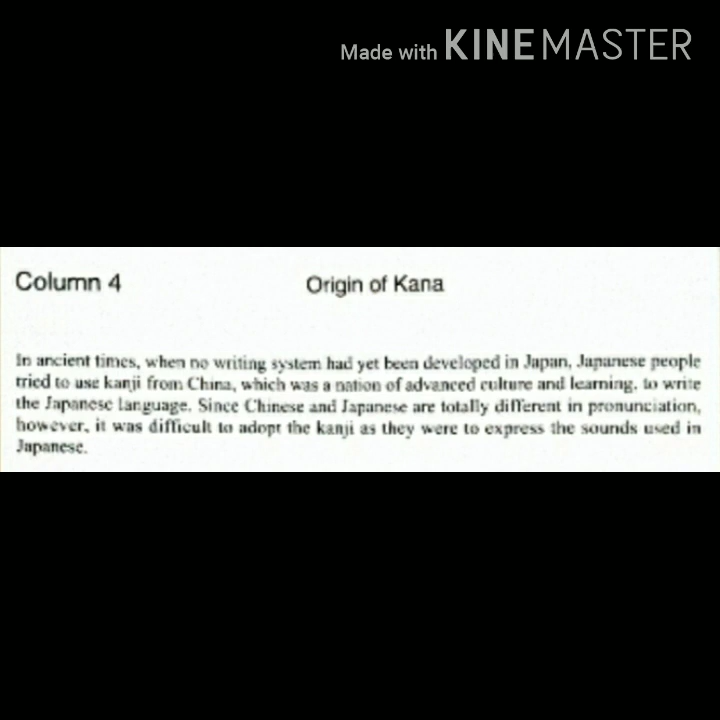 Made with KINEMASTER
Column 4 Origin of Kana
In ancient times, when no writing system had yet been developed in Japan, Japanese people
tried to use kanji from China, which was a nation of advanced culture and learning, to write
the Japanese language. Since Chinese and Japanese are totally different in pronunciation,
however, it was difficult to adopt the kanji as they were to express the sounds used in
Japanese.